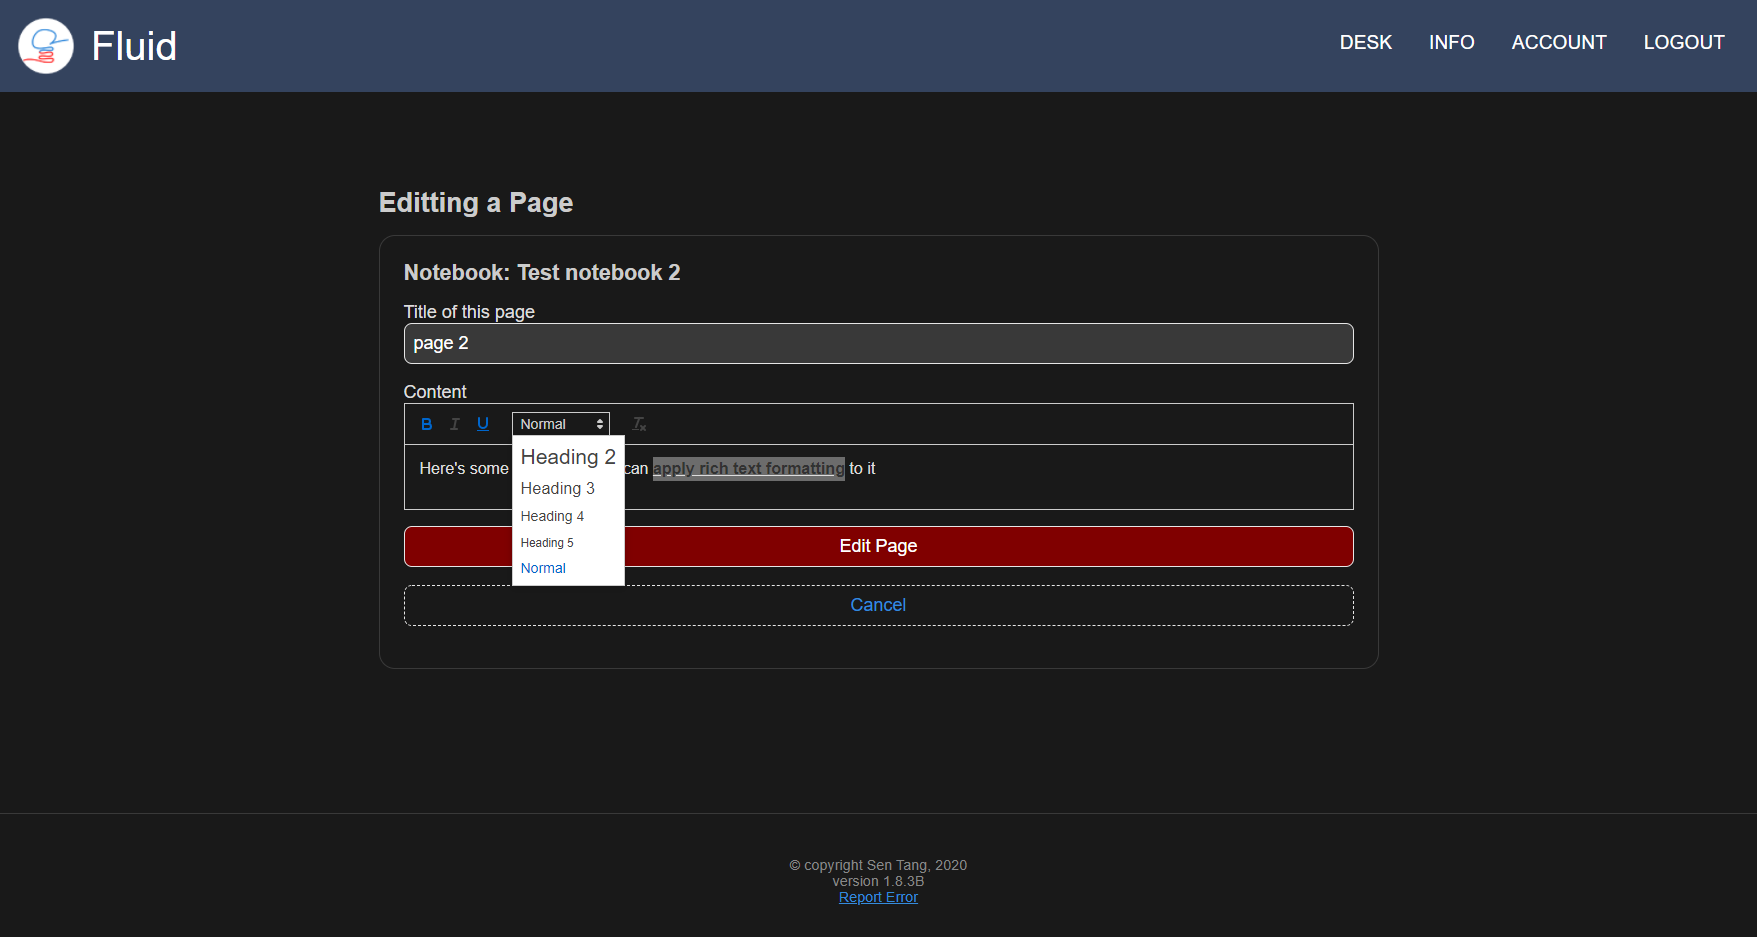 Fluid
DESK INFO ACCOUNT LOGOUT
Editting a Page
Notebook: Test notebook 2
Title of this page
page 2
Content
B I U Normal Tx
Here's some can apply rich text formatting to it
Heading 2
Heading 3
Heading 4
Heading 5
Normal
Edit Page
Cancel
© copyright Sen Tang, 2020
version 1.8.3B
Report Error